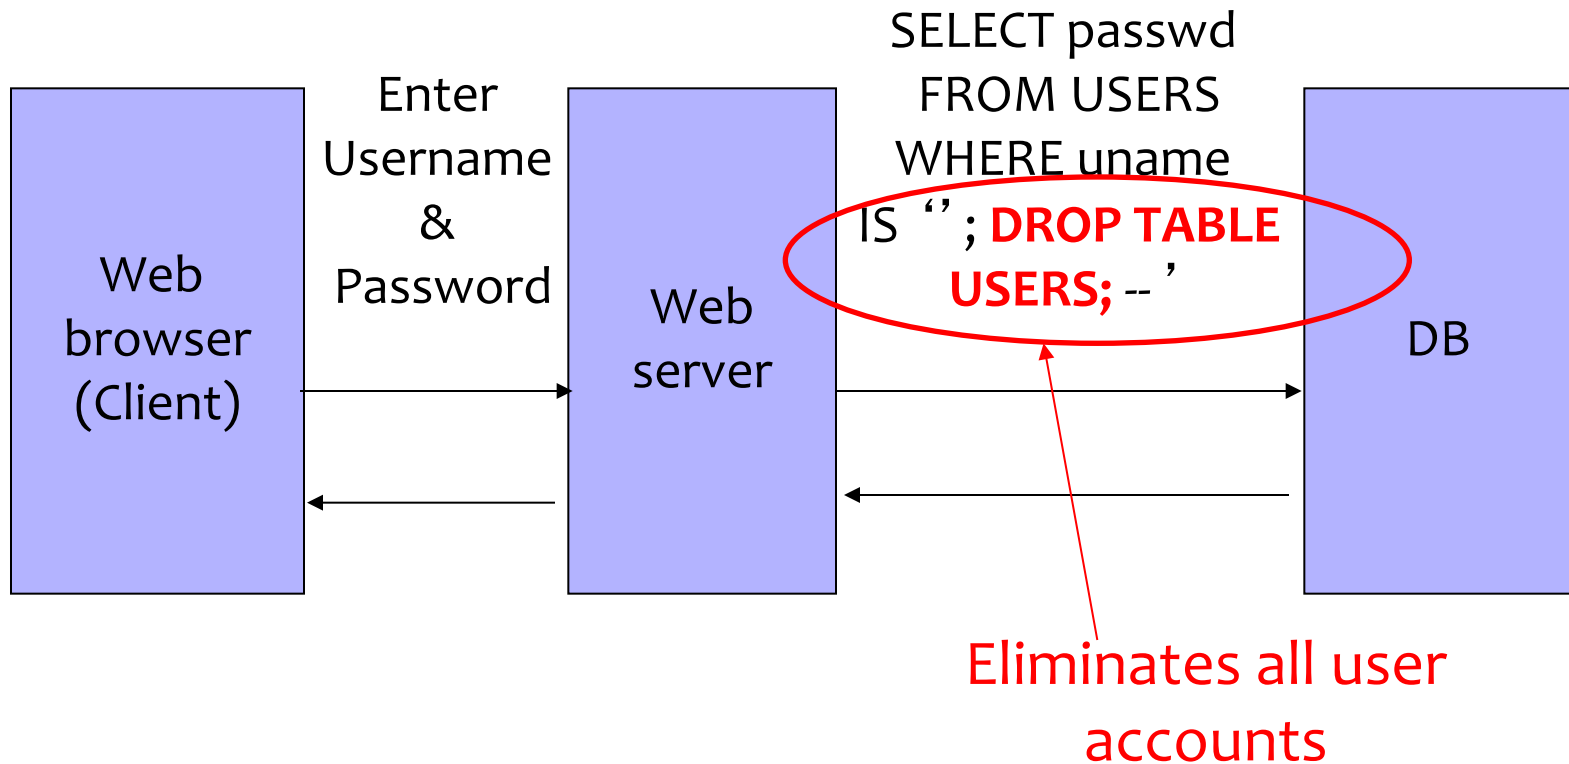 Web
browser
(Client)
Enter
Username
&
Password
Web
server
SELECT passwd
FROM USERS
WHERE uname
IS ‘’ ; DROP TABLE
USERS; -- ’
DB
Eliminates all user
accounts